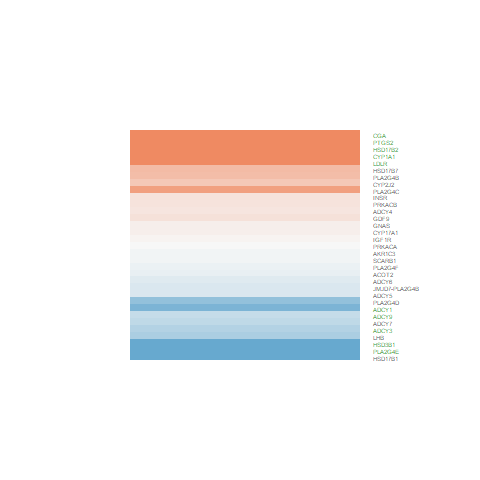 CGA
PTGS2
HSD17B2
CYP1A1
LDLR
HSD17B7
PLA2G4B
CYP2J2
PLA2G4C
INSR
PRKACB
ADCY4
GDF9
GNAS
CYP17A1
IGF1R
PRKACA
AKR1C3
SCARB1
PLA2G4F
ACOT2
ADCY6
JMJD7-PLA2G4B
ADCY5
PLA2G4D
ADCY1
ADCY9
ADCY7
ADCY3
LHB
HSD3B1
PLA2G4E
HSD17B1